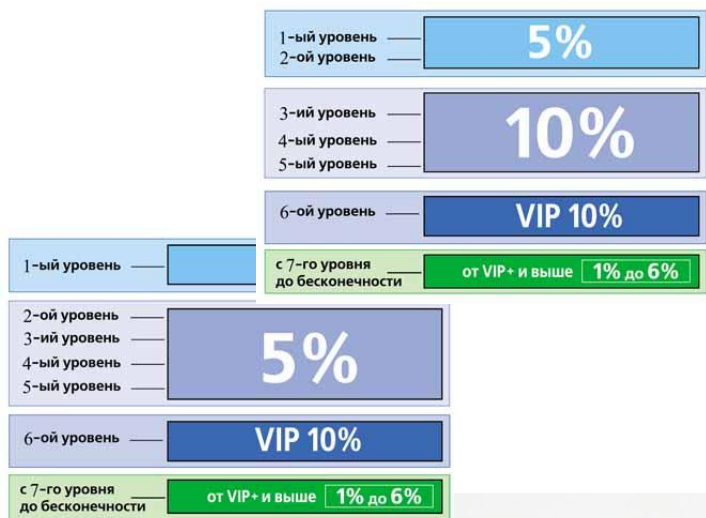 1-ый уровень
2-ой уровень
5%
3-ий уровень
4-ый уровень
5-ый уровень
10%
6-ой уровень
VIP 10%
с 7-го уровня
до бесконечности
от VIP+ и выше 1% до 6%
1-ый уровень
2-ой уровень
3-ий уровень
4-ый уровень
5-ый уровень
5%
6-ой уровень
VIP 10%
с 7-го уровня
до бесконечности
от VIP+ и выше 1% до 6%